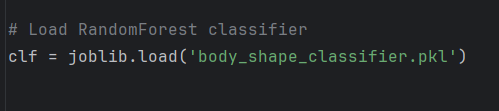 # Load RandomForest classifier
clf = joblib.load('body_shape_classifier.pkl')